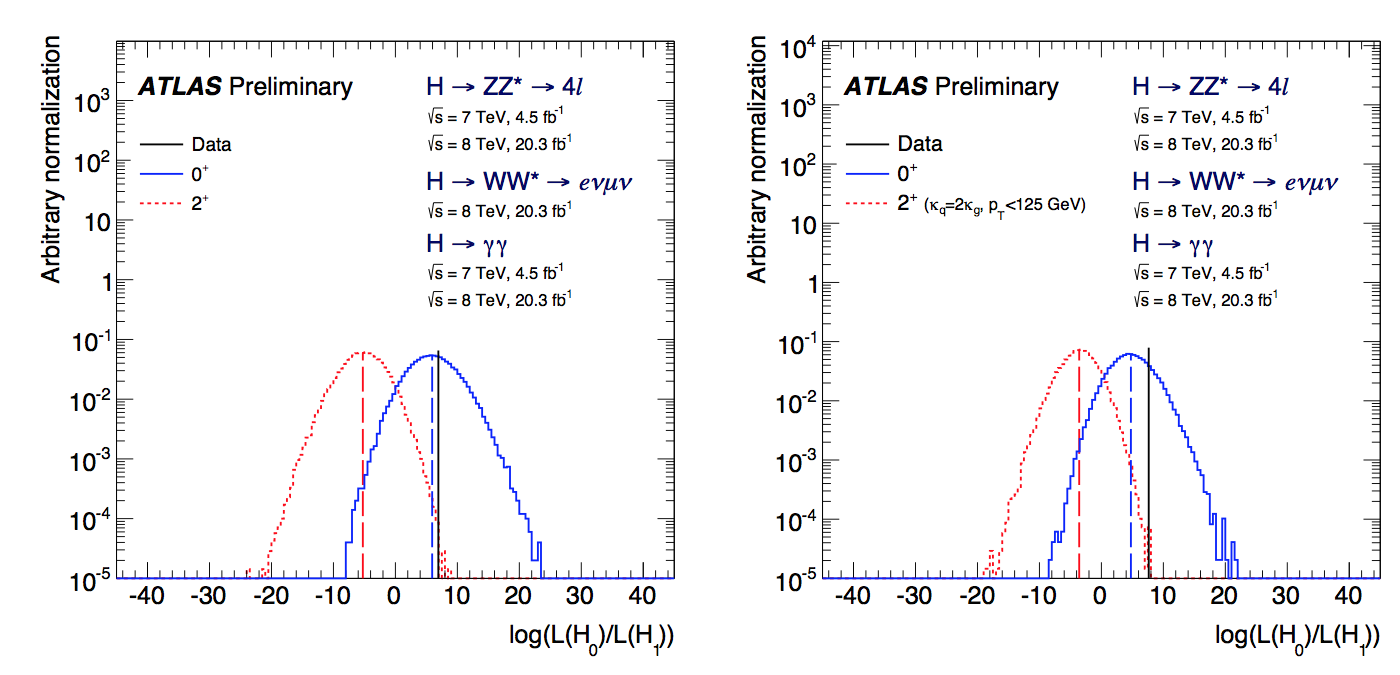 Arbitrary normalization
ATLAS Preliminary
Data
0⁺
2⁺
H → ZZ* → 4l
√s = 7 TeV, 4.5 fb⁻¹
√s = 8 TeV, 20.3 fb⁻¹
H → WW* → eνμν
√s = 8 TeV, 20.3 fb⁻¹
H → γγ
√s = 7 TeV, 4.5 fb⁻¹
√s = 8 TeV, 20.3 fb⁻¹
10³
10²
10
1
10⁻¹
10⁻²
10⁻³
10⁻⁴
10⁻⁵
-40 -30 -20 -10 0 10 20 30 40
log(L(H₀)/L(H₁))
Arbitrary normalization
ATLAS Preliminary
Data
0⁺
2⁺ (κ_q=2κ_g, p_T<125 GeV)
H → ZZ* → 4l
√s = 7 TeV, 4.5 fb⁻¹
√s = 8 TeV, 20.3 fb⁻¹
H → WW* → eνμν
√s = 8 TeV, 20.3 fb⁻¹
H → γγ
√s = 7 TeV, 4.5 fb⁻¹
√s = 8 TeV, 20.3 fb⁻¹
10⁴
10³
10²
10
1
10⁻¹
10⁻²
10⁻³
10⁻⁴
10⁻⁵
-40 -30 -20 -10 0 10 20 30 40
log(L(H₀)/L(H₁))